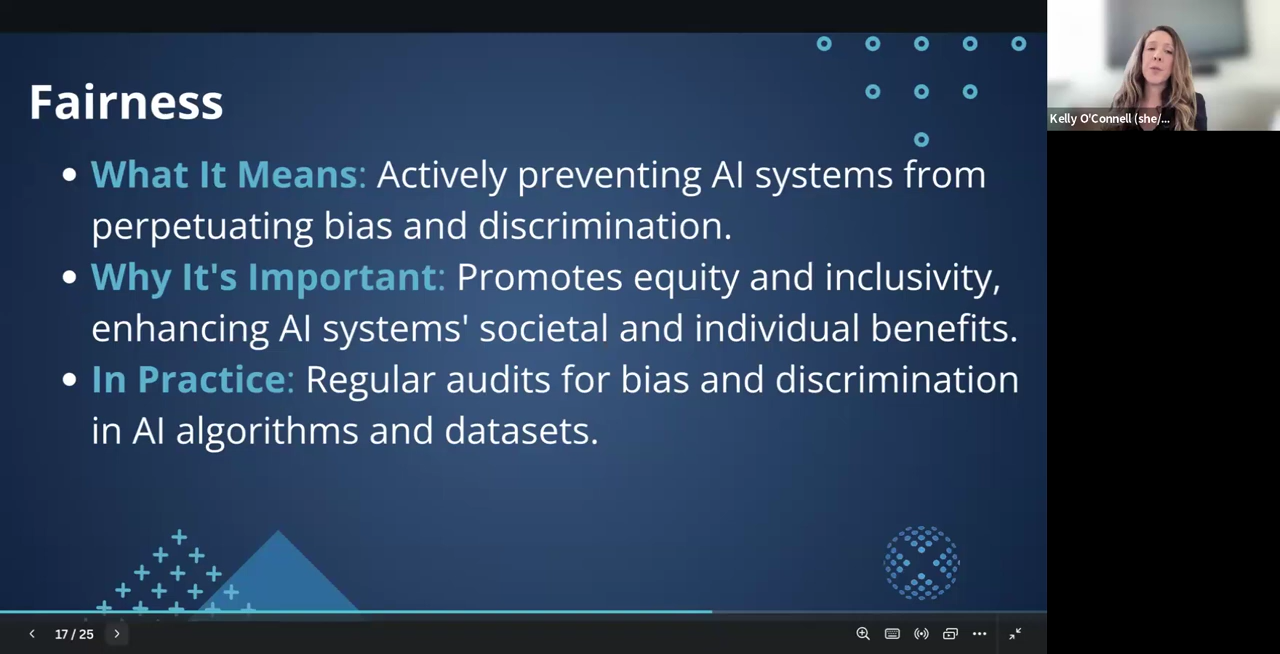 Fairness
What It Means: Actively preventing AI systems from
perpetuating bias and discrimination.
Why It's Important: Promotes equity and inclusivity,
enhancing AI systems' societal and individual benefits.
In Practice: Regular audits for bias and discrimination
in AI algorithms and datasets.
Kelly O'Connell (she/...
17 / 25